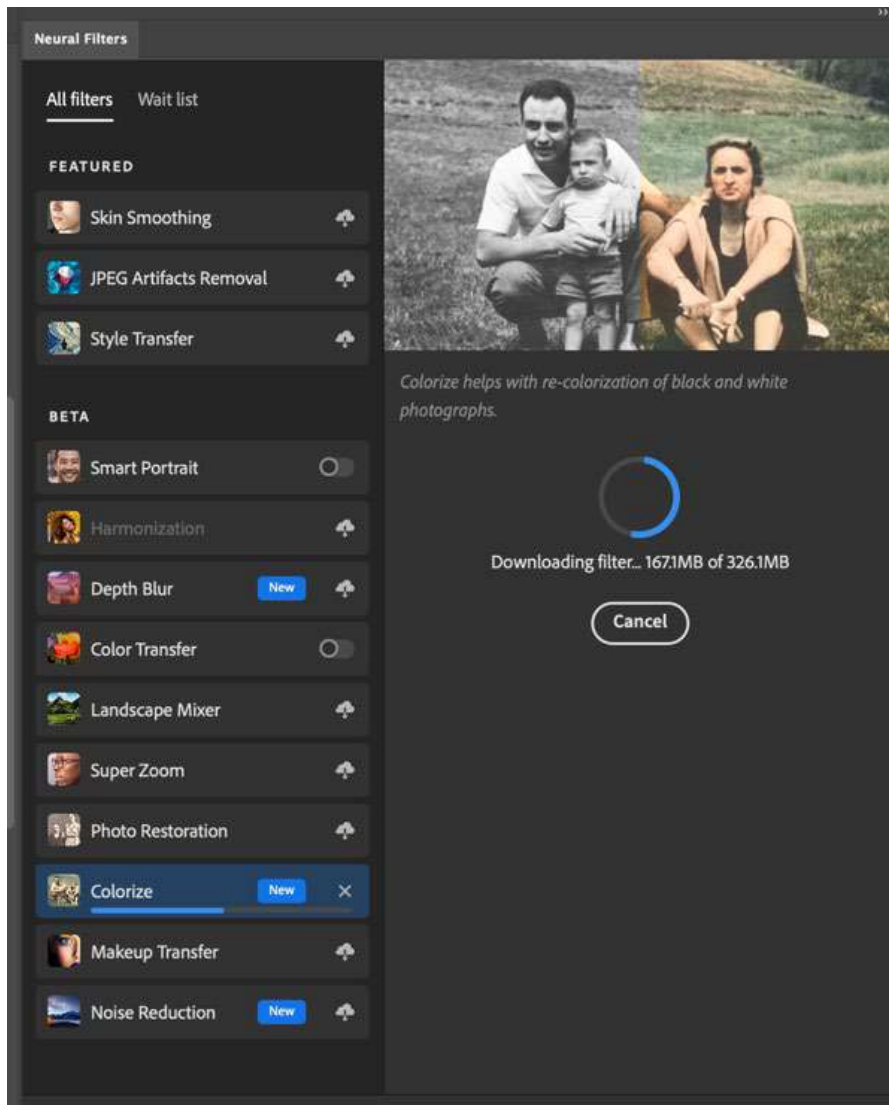 Neural Filters
All filters Wait list
FEATURED
Skin Smoothing
JPEG Artifacts Removal
Style Transfer
BETA
Smart Portrait
Harmonization
Depth Blur New
Color Transfer
Landscape Mixer
Super Zoom
Photo Restoration
Colorize New
Makeup Transfer
Noise Reduction New
Colorize helps with re-colorization of black and white
photographs.
Downloading filter... 167.1MB of 326.1MB
Cancel